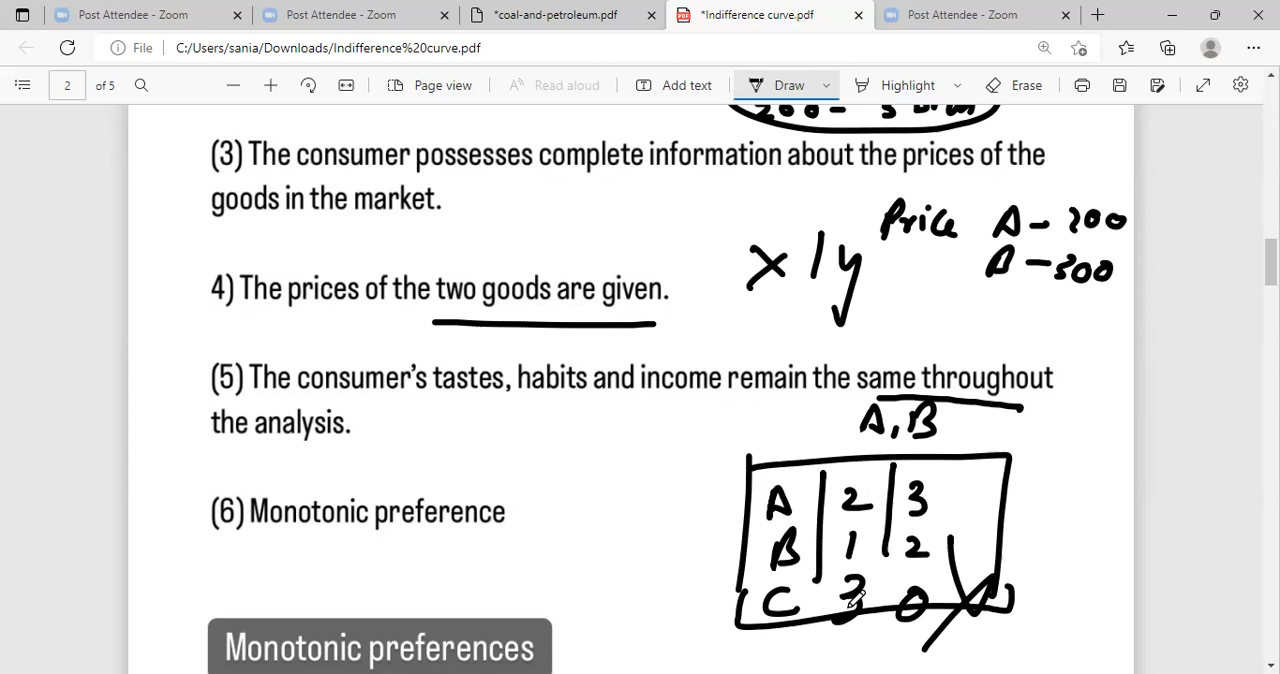 Post Attendee - Zoom
Post Attendee - Zoom
*coal-and-petroleum.pdf
*Indifference curve.pdf
Post Attendee - Zoom
File
C:/Users/sania/Downloads/Indifference%20curve.pdf
2 of 5
Page view
Read aloud
Add text
Draw
Highlight
Erase
(3) The consumer possesses complete information about the prices of the
goods in the market.
Price A - 200
A - 300
x / y
4) The prices of the two goods are given.
(5) The consumer's tastes, habits and income remain the same throughout
the analysis.
A, B
A 2 3
B 1 2
C 3 0
(6) Monotonic preference
Monotonic preferences